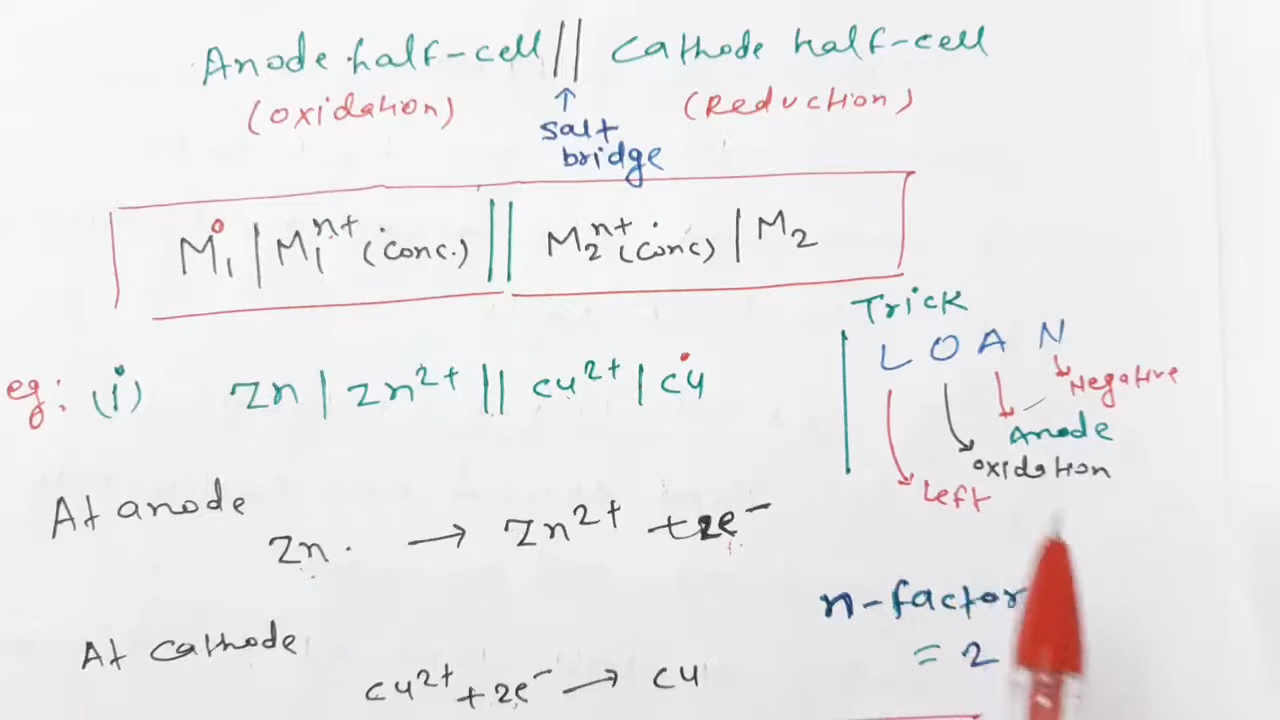 Anode half-cell || Cathode half-cell
(oxidation) ↑ (Reduction)
Salt
bridge
M₁ | M₁ⁿ⁺ (conc.) || M₂ⁿ⁺ (conc) | M₂
Trick
L O A N
Negative
Anode
oxidation
Left
eg: (i) Zn | Zn²⁺ || Cu²⁺ | Cu
At anode
Zn → Zn²⁺ + 2e⁻
n-factor
= 2
At Cathode
Cu²⁺ + 2e⁻ → Cu